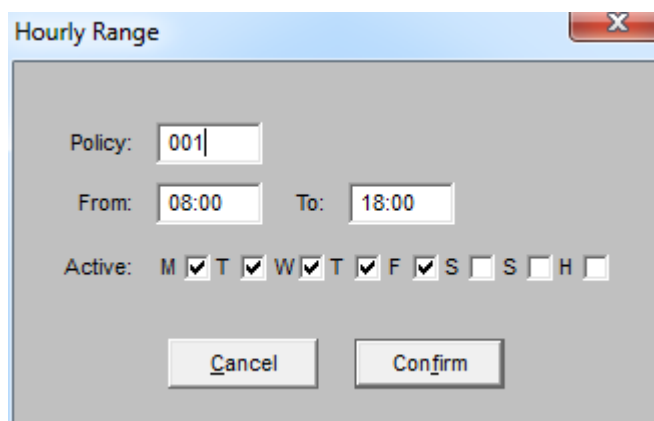 Hourly Range
Policy: 001
From: 08:00 To: 18:00
Active: M T W T F S S H
Cancel Confirm